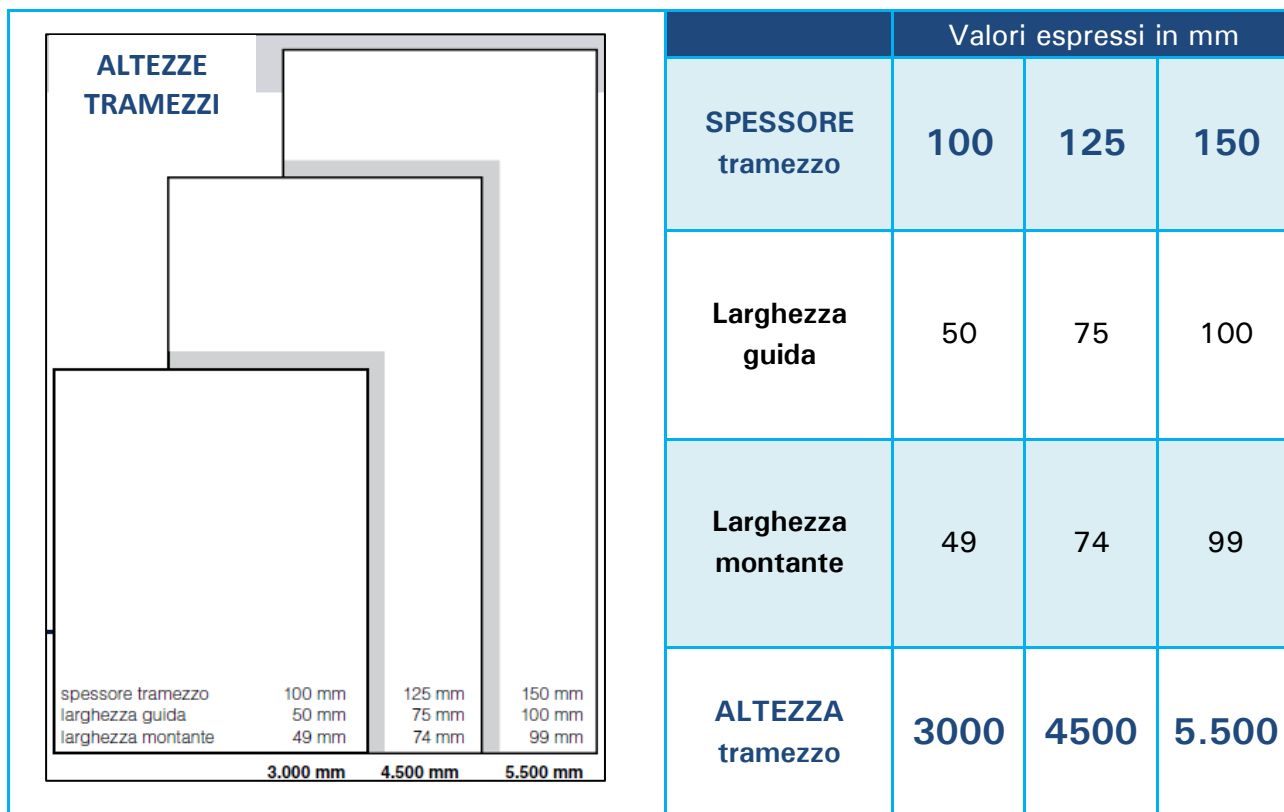 ALTEZZE
TRAMEZZI
spessore tramezzo 100 mm 125 mm 150 mm
larghezza guida 50 mm 75 mm 100 mm
larghezza montante 49 mm 74 mm 99 mm
3.000 mm 4.500 mm 5.500 mm
Valori espressi in mm
SPESSORE
tramezzo
100 125 150
Larghezza
guida
50 75 100
Larghezza
montante
49 74 99
ALTEZZA
tramezzo
3000 4500 5.500